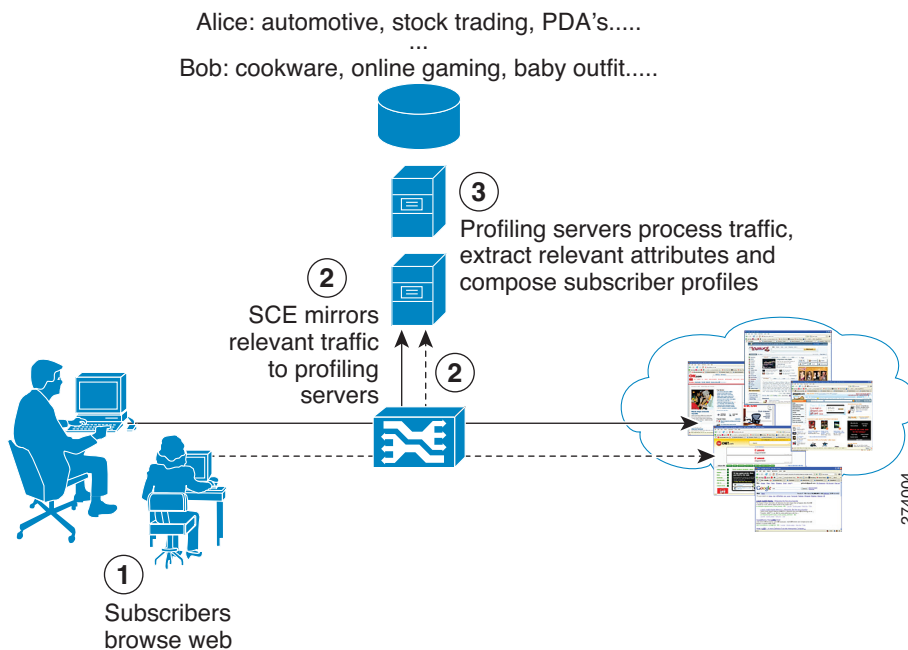 Alice: automotive, stock trading, PDA's.....
...
Bob: cookware, online gaming, baby outfit.....
3
Profiling servers process traffic,
extract relevant attributes and
compose subscriber profiles
2
SCE mirrors
relevant traffic
to profiling
servers
2
1
Subscribers
browse web
Google
274004